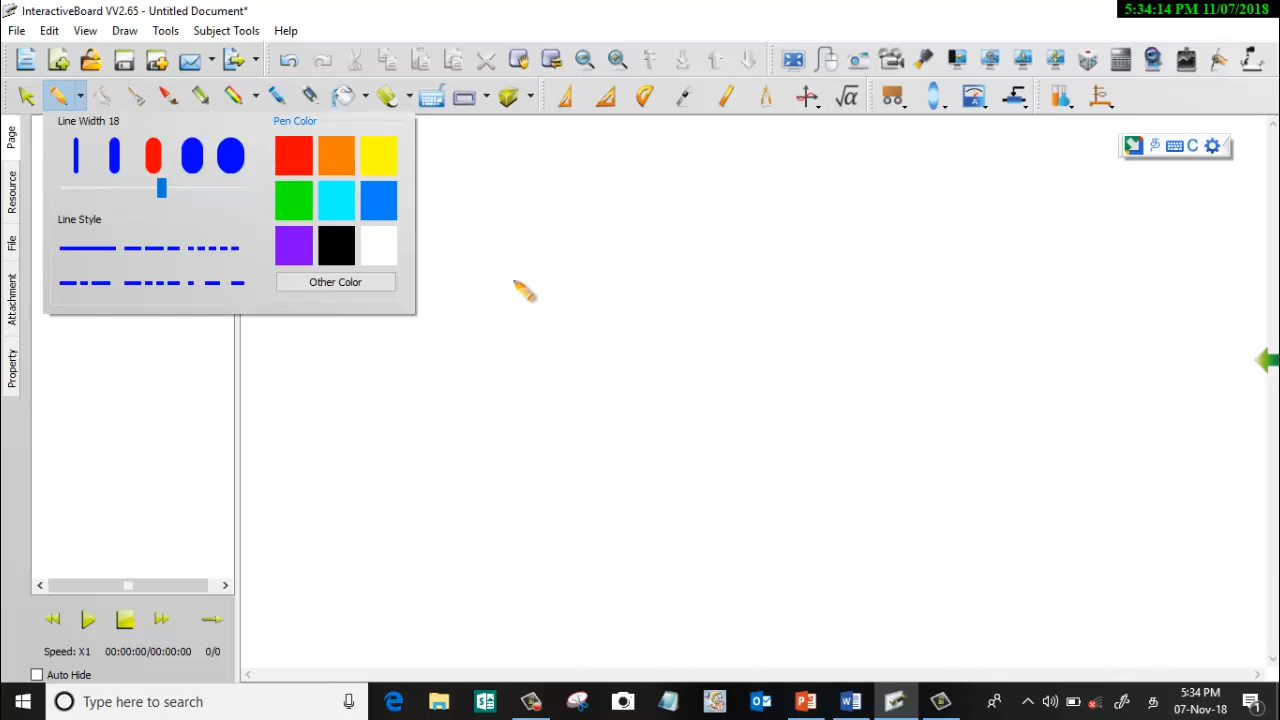 InteractiveBoard VV2.65 - Untitled Document*
5:34:14 PM 11/07/2018
File Edit View Draw Tools Subject Tools Help
Line Width 18
Pen Color
Line Style
Other Color
Page
Resource
File
Attachment
Property
Speed: X1 00:00:00/00:00:00 0/0
Auto Hide
Type here to search
5:34 PM
07-Nov-18